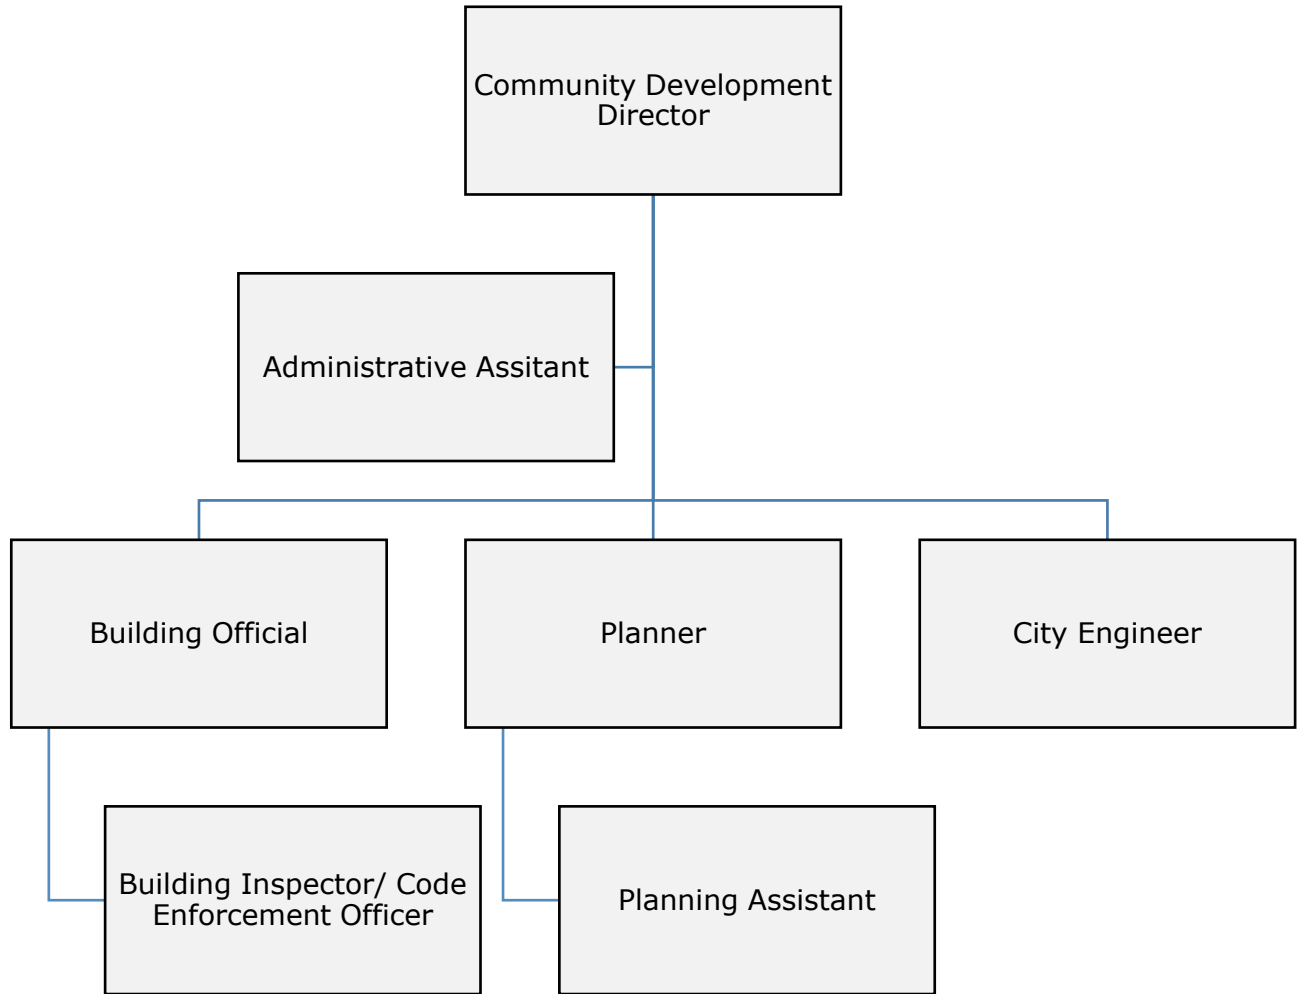 Community Development
Director
Administrative Assitant
Building Official
Planner
City Engineer
Building Inspector/ Code
Enforcement Officer
Planning Assistant